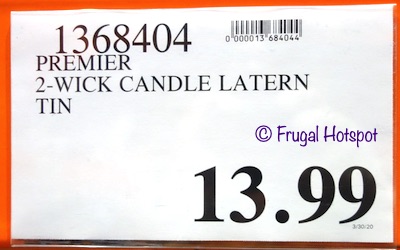 1368404
0000013684044
PREMIER
2-WICK CANDLE LATERN
TIN
© Frugal Hotspot
13.99
3/30/20